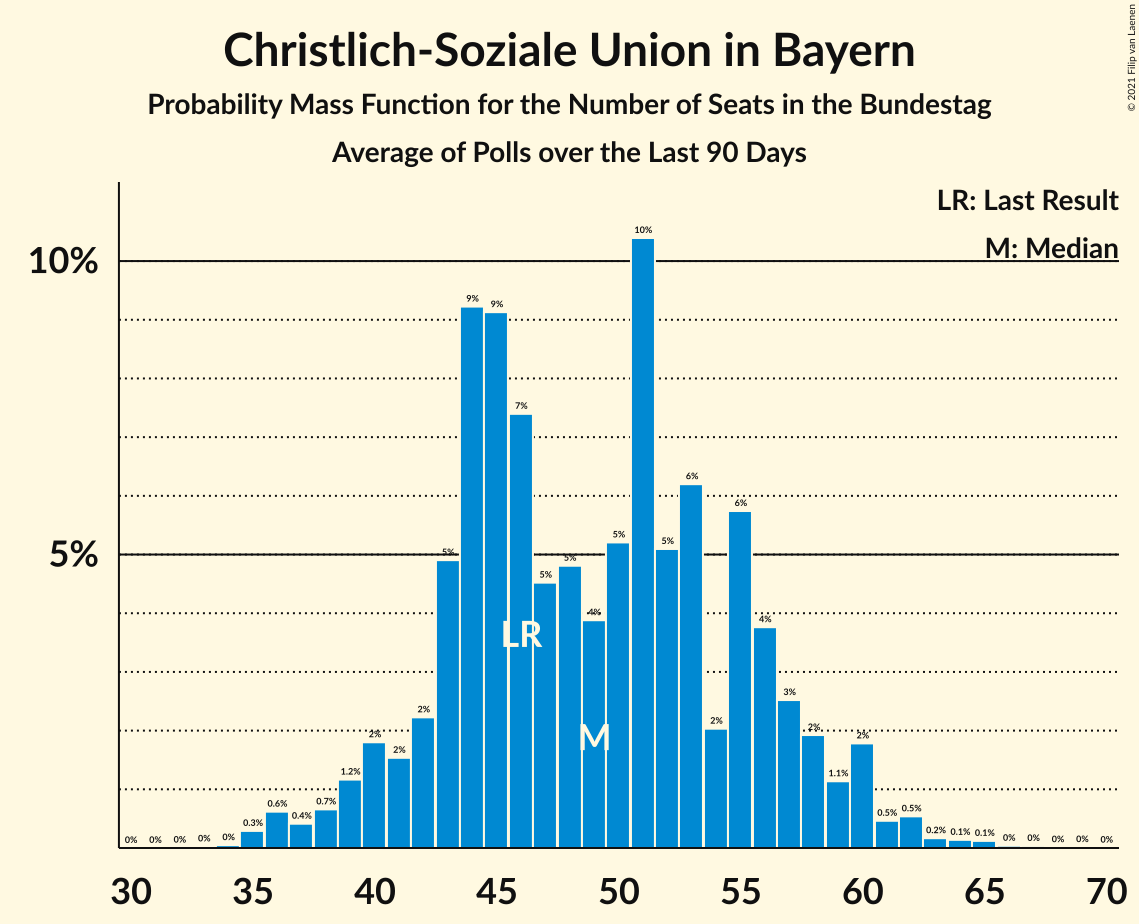 Christlich-Soziale Union in Bayern
Probability Mass Function for the Number of Seats in the Bundestag
Average of Polls over the Last 90 Days
© 2021 Filip van Laenen
LR: Last Result
M: Median
10%
5%
0% 0% 0% 0% 0% 0.3% 0.6% 0.4% 0.7% 1.2% 2% 2% 2% 5% 9% 9% 7% 5% 5% 4% 5% 10% 5% 6% 2% 6% 4% 3% 2% 1.1% 2% 0.5% 0.5% 0.2% 0.1% 0.1% 0% 0% 0% 0% 0%
LR
M
30 35 40 45 50 55 60 65 70